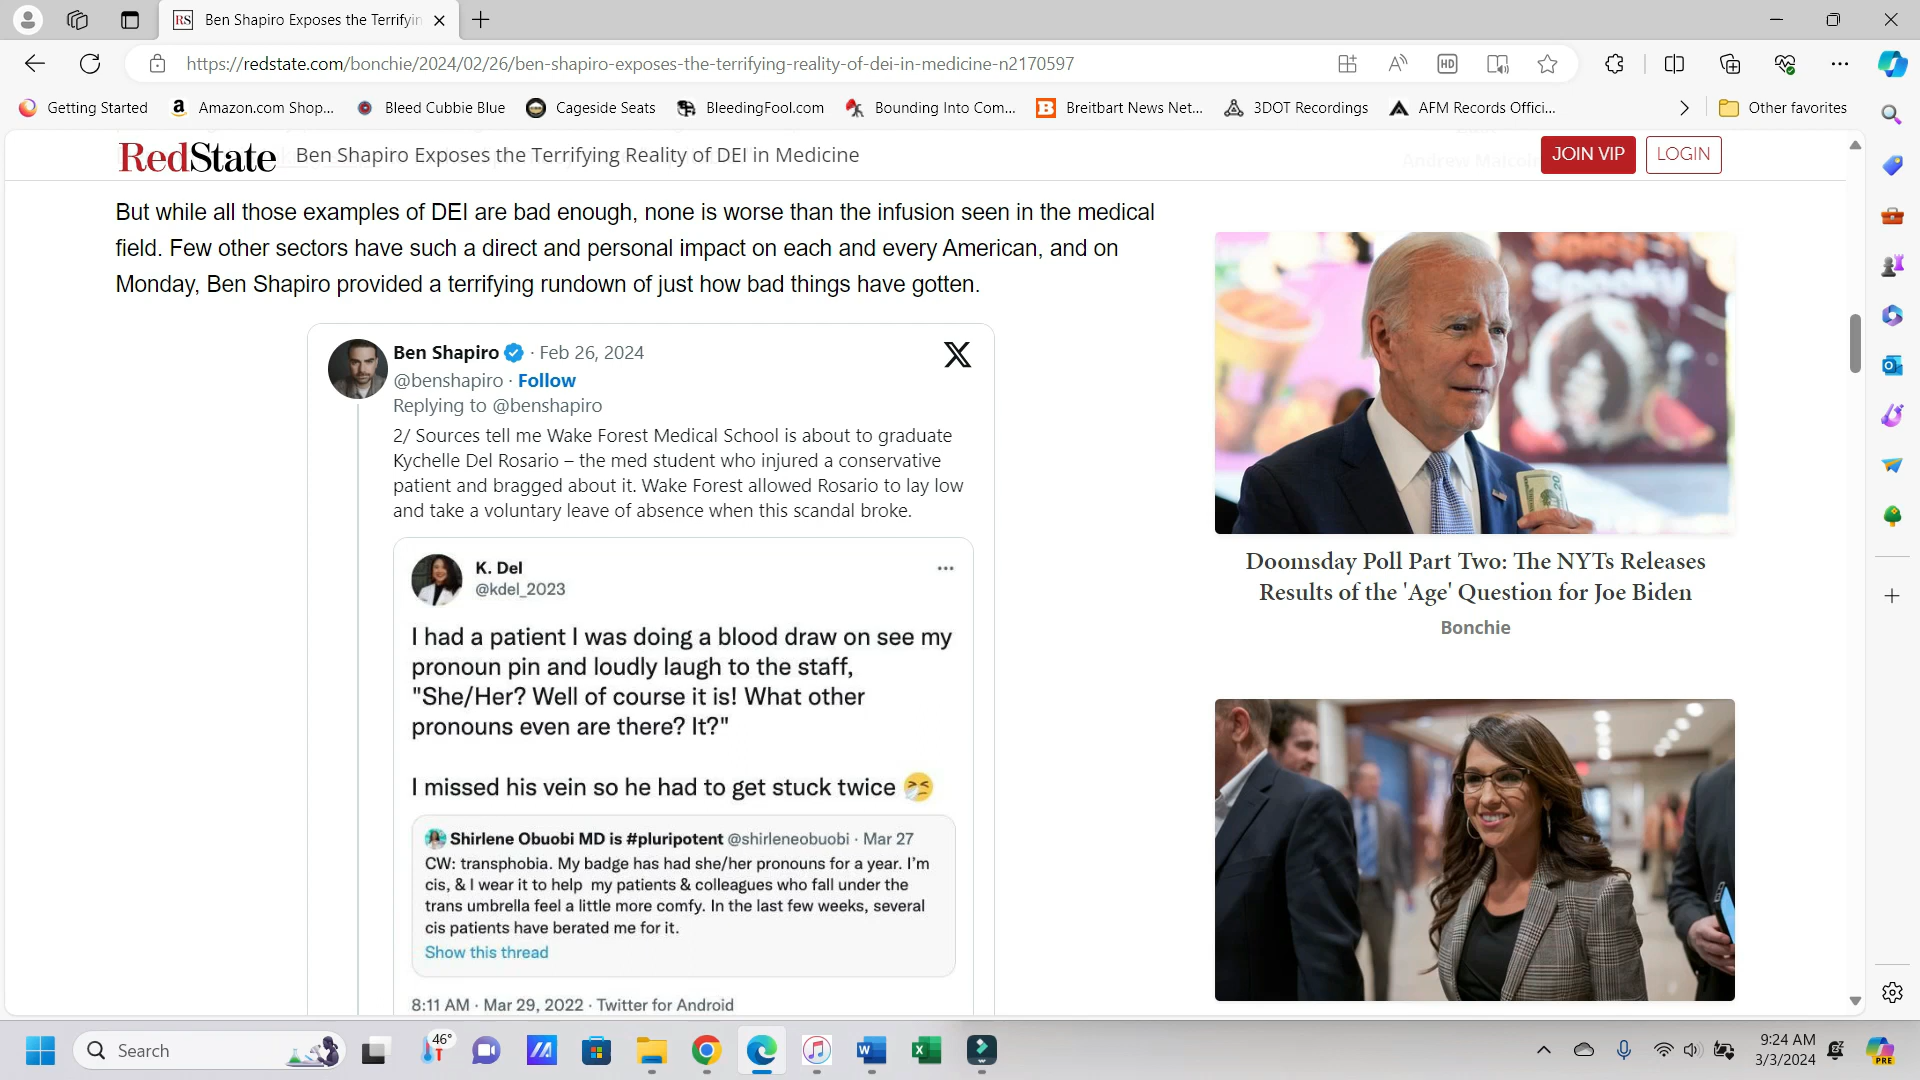 Ben Shapiro Exposes the Terrifyin
https://redstate.com/bonchie/2024/02/26/ben-shapiro-exposes-the-terrifying-reality-of-dei-in-medicine-n2170597
HD
Getting Started
Amazon.com Shop...
Bleed Cubbie Blue
Cageside Seats
BleedingFool.com
Bounding Into Com...
Breitbart News Net...
3DOT Recordings
AFM Records Offici...
Other favorites
RedState
Ben Shapiro Exposes the Terrifying Reality of DEI in Medicine
JOIN VIP
LOGIN
But while all those examples of DEI are bad enough, none is worse than the infusion seen in the medical
field. Few other sectors have such a direct and personal impact on each and every American, and on
Monday, Ben Shapiro provided a terrifying rundown of just how bad things have gotten.
Ben Shapiro · Feb 26, 2024
@benshapiro · Follow
Replying to @benshapiro
2/ Sources tell me Wake Forest Medical School is about to graduate
Kychelle Del Rosario – the med student who injured a conservative
patient and bragged about it. Wake Forest allowed Rosario to lay low
and take a voluntary leave of absence when this scandal broke.
K. Del
@kdel_2023
I had a patient I was doing a blood draw on see my
pronoun pin and loudly laugh to the staff,
"She/Her? Well of course it is! What other
pronouns even are there? It?"
I missed his vein so he had to get stuck twice
Shirlene Obuobi MD is #pluripotent @shirleneobuobi · Mar 27
CW: transphobia. My badge has had she/her pronouns for a year. I'm
cis, & I wear it to help my patients & colleagues who fall under the
trans umbrella feel a little more comfy. In the last few weeks, several
cis patients have berated me for it.
Show this thread
8:11 AM · Mar 29, 2022 · Twitter for Android
Spooky
20
Doomsday Poll Part Two: The NYTs Releases
Results of the 'Age' Question for Joe Biden
Bonchie
Search
46°
9:24 AM
3/3/2024
PRE